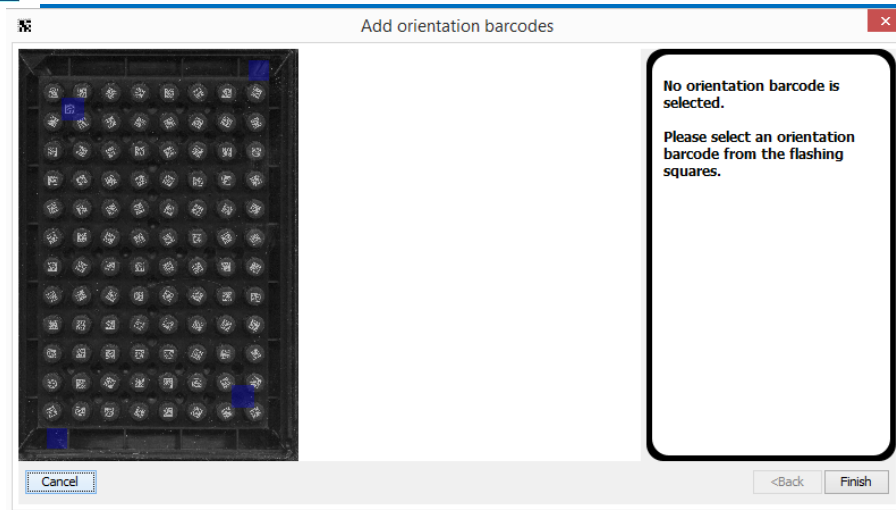 Add orientation barcodes
No orientation barcode is
selected.
Please select an orientation
barcode from the flashing
squares.
Cancel
<Back
Finish